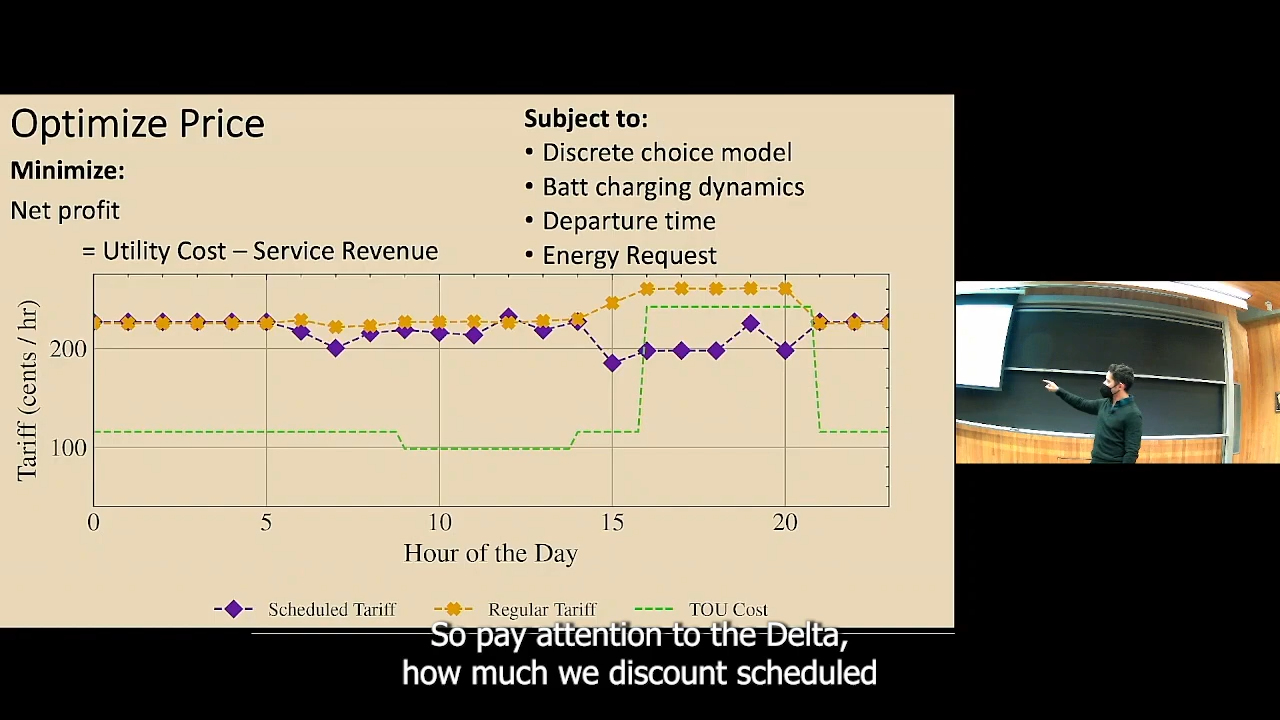 Optimize Price
Minimize:
Net profit
= Utility Cost – Service Revenue
Subject to:
• Discrete choice model
• Batt charging dynamics
• Departure time
• Energy Request
Tariff (cents / hr)
200
100
0
5
10
15
20
Hour of the Day
Scheduled Tariff
Regular Tariff
TOU Cost
So pay attention to the Delta,
how much we discount scheduled